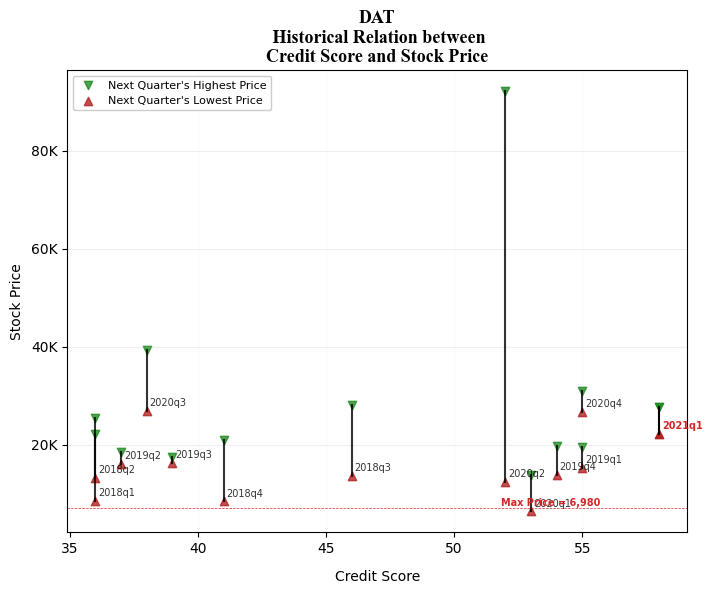 DAT
Historical Relation between
Credit Score and Stock Price
Next Quarter's Highest Price
Next Quarter's Lowest Price
Stock Price
80K
60K
40K
20K
2020q3
2019q2
2019q3
2018q2
2018q1
2018q4
2018q3
2020q2
2019q4
2020q1
2020q4
2019q1
2021q1
Max Price = 6,980
35
40
45
50
55
Credit Score